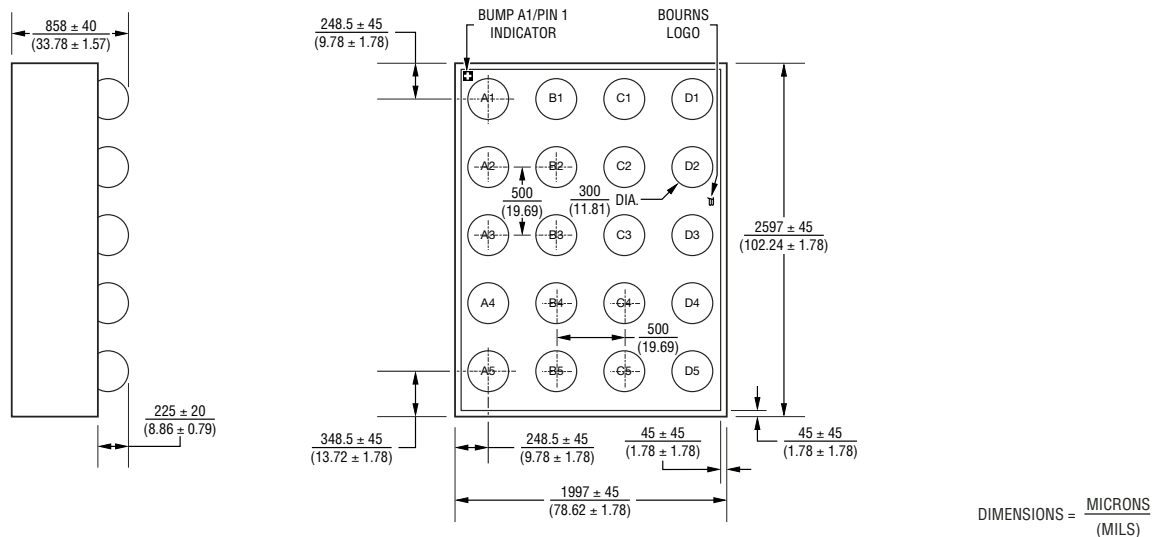 858 ± 40
(33.78 ± 1.57)
248.5 ± 45
(9.78 ± 1.78)
BUMP A1/PIN 1
INDICATOR
BOURNS
LOGO
A1 B1 C1 D1
A2 B2 C2 D2
500
(19.69)
300
(11.81)
DIA.
A3 B3 C3 D3
2597 ± 45
(102.24 ± 1.78)
A4 B4 C4 D4
500
(19.69)
A5 B5 C5 D5
225 ± 20
(8.86 ± 0.79)
348.5 ± 45
(13.72 ± 1.78)
248.5 ± 45
(9.78 ± 1.78)
45 ± 45
(1.78 ± 1.78)
45 ± 45
(1.78 ± 1.78)
1997 ± 45
(78.62 ± 1.78)
DIMENSIONS = MICRONS
(MILS)